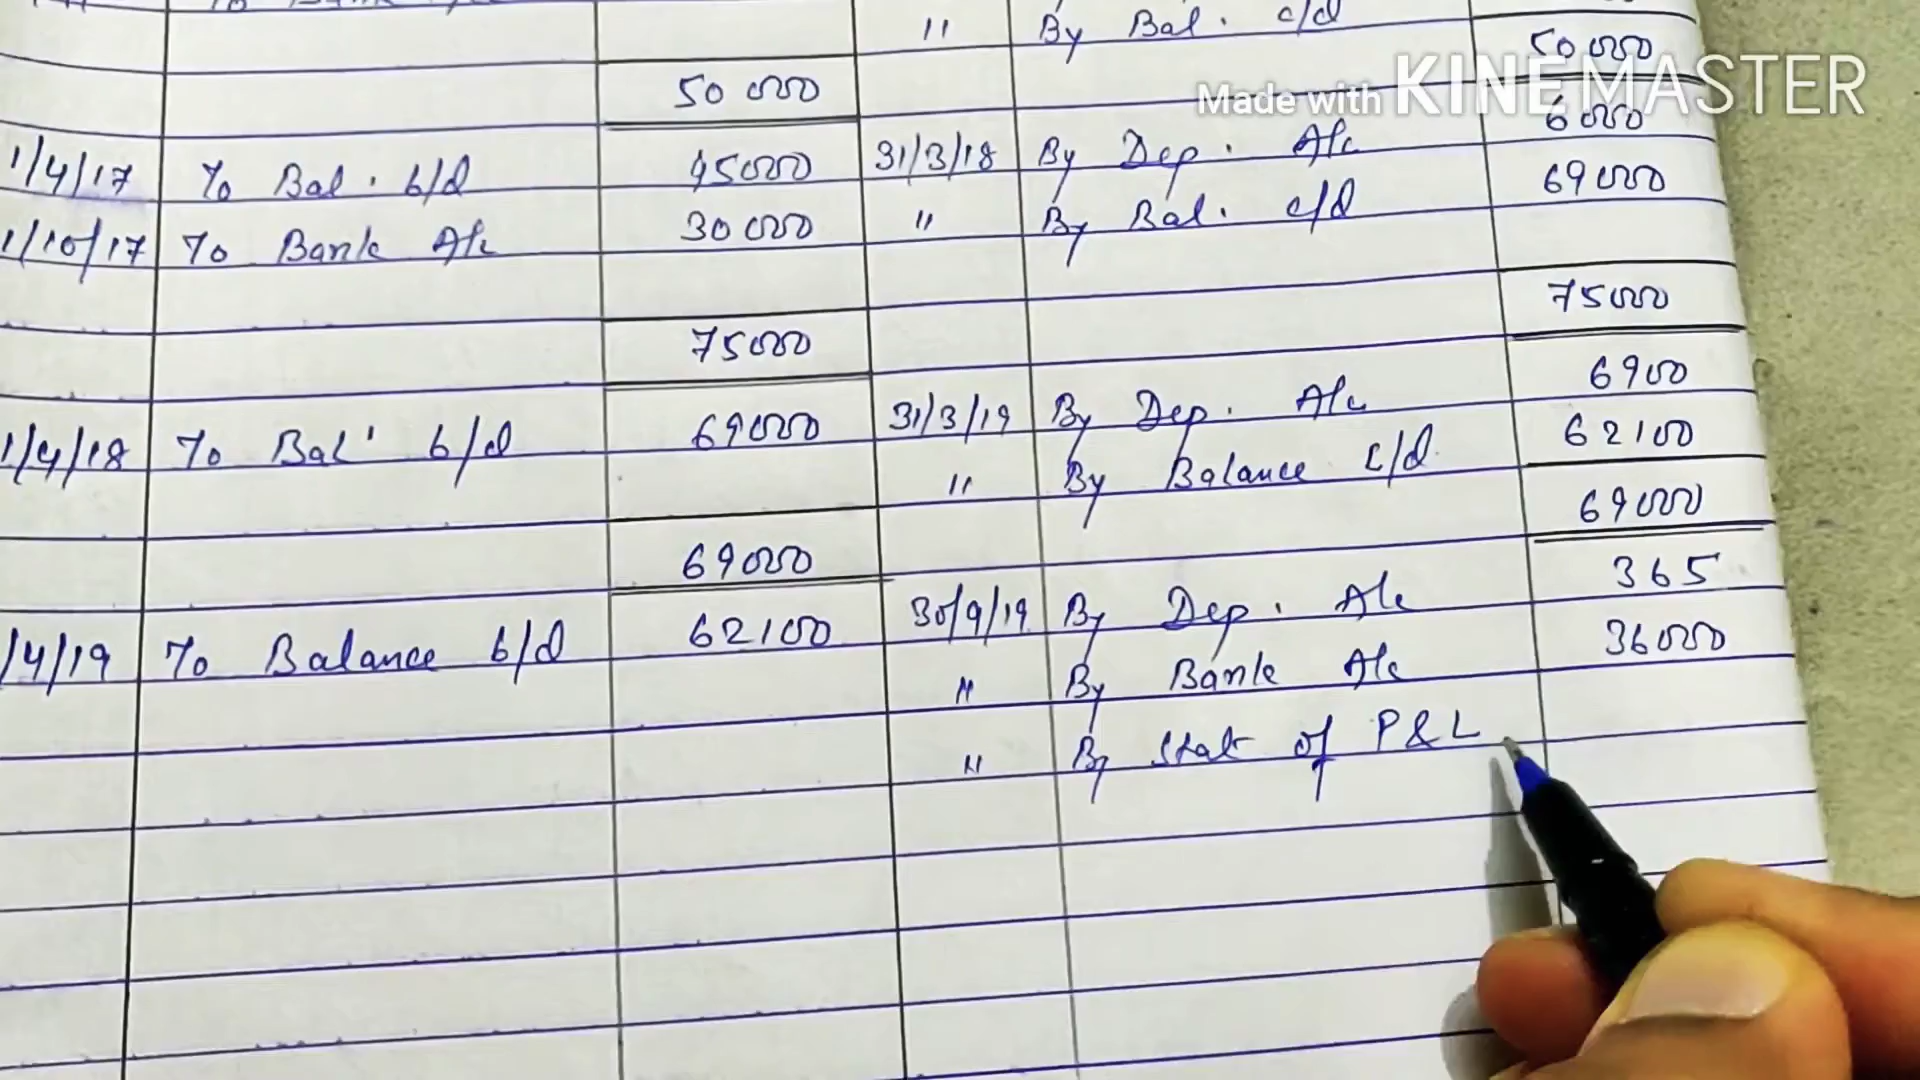 " By Bal. c/d
50000 50000
Made with KINEMASTER
6000
1/4/17 To Bal. b/d 45000 31/3/18 By Dep. A/c
1/10/17 To Bank A/c 30000 " By Bal. c/d 69000
75000 75000
1/4/18 To Bal' b/d 69000 31/3/19 By Dep. A/c 6900
" By Balance c/d 62100
69000 69000
/4/19 To Balance b/d 62100 30/9/19 By Dep. A/c 365
" By Bank A/c 36000
" By Stat of P&L